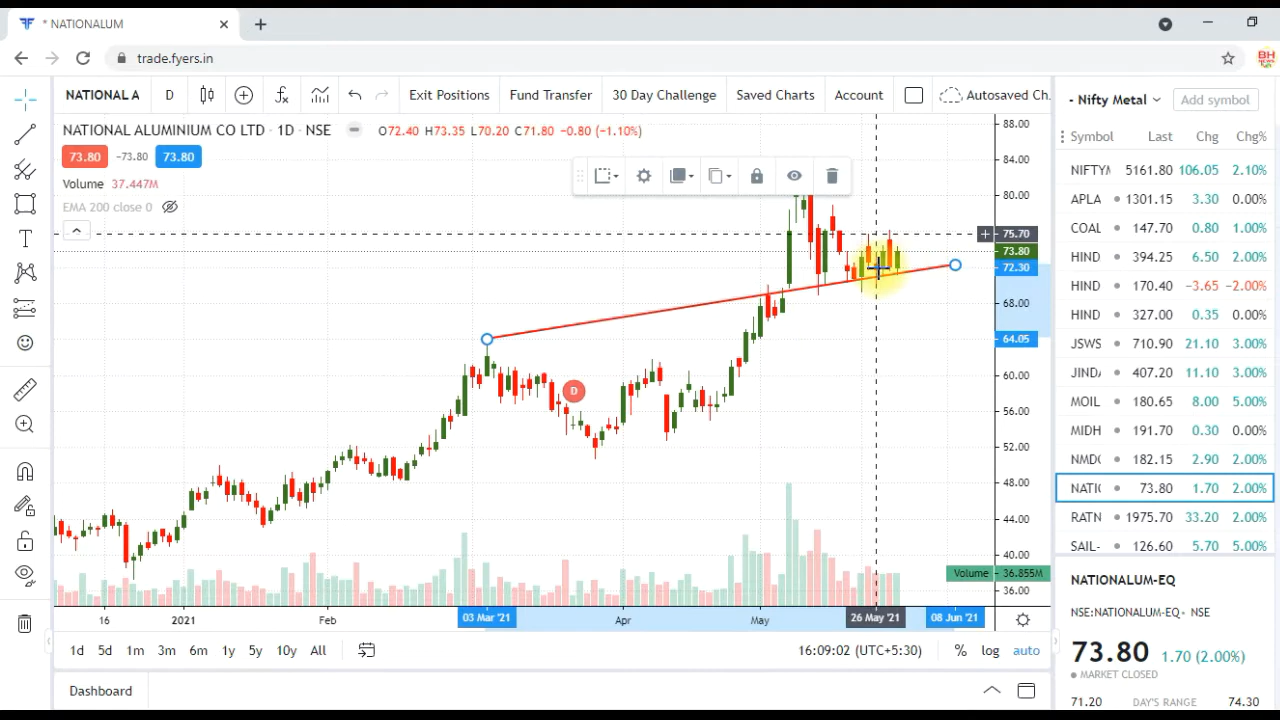 * NATIONALUM
trade.fyers.in
BH
NATIONAL A D Exit Positions Fund Transfer 30 Day Challenge Saved Charts Account Autosaved Ch.
NATIONAL ALUMINIUM CO LTD · 1D · NSE O72.40 H73.35 L70.20 C71.80 -0.80 (-1.10%)
73.80 -73.80 73.80
Volume 37.447M
EMA 200 close 0
D
88.00
84.00
80.00
75.70
73.80
72.30
68.00
64.05
60.00
56.00
52.00
48.00
44.00
40.00
Volume 36.855M
36.00
16 2021 Feb 03 Mar '21 Apr May 26 May '21 08 Jun '21
1d 5d 1m 3m 6m 1y 5y 10y All 16:09:02 (UTC+5:30) % log auto
Dashboard
- Nifty Metal Add symbol
Symbol Last Chg Chg%
NIFTYM 5161.80 106.05 2.10%
APLA 1301.15 3.30 0.00%
COAL 147.70 0.80 1.00%
HIND 394.25 6.50 2.00%
HIND 170.40 −3.65 −2.00%
HIND 327.00 0.35 0.00%
JSWS 710.90 21.10 3.00%
JINDA 407.20 11.10 3.00%
MOIL 180.65 8.00 5.00%
MIDH 191.70 0.30 0.00%
NMDC 182.15 2.90 2.00%
NATIO 73.80 1.70 2.00%
RATN 1975.70 33.20 2.00%
SAIL- 126.60 5.70 5.00%
NATIONALUM-EQ
NSE:NATIONALUM-EQ • NSE
73.80 1.70 (2.00%)
MARKET CLOSED
71.20 DAY'S RANGE 74.30